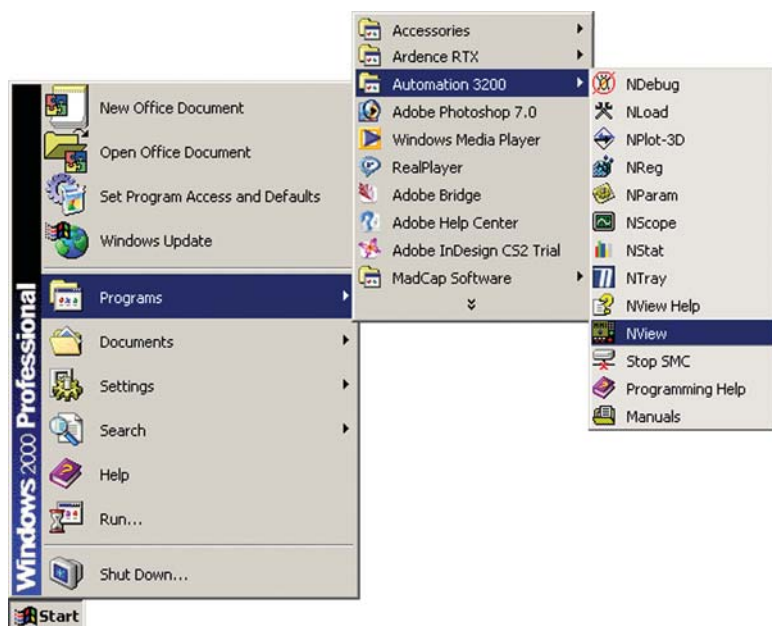 New Office Document
Open Office Document
Set Program Access and Defaults
Windows Update
Programs
Documents
Settings
Search
Help
Run...
Shut Down...
Windows 2000 Professional
Start
Accessories
Ardence RTX
Automation 3200
Adobe Photoshop 7.0
Windows Media Player
RealPlayer
Adobe Bridge
Adobe Help Center
Adobe InDesign CS2 Trial
MadCap Software
NDebug
NLoad
NPlot-3D
NReg
NParam
NScope
NStat
NTray
NView Help
NView
Stop SMC
Programming Help
Manuals